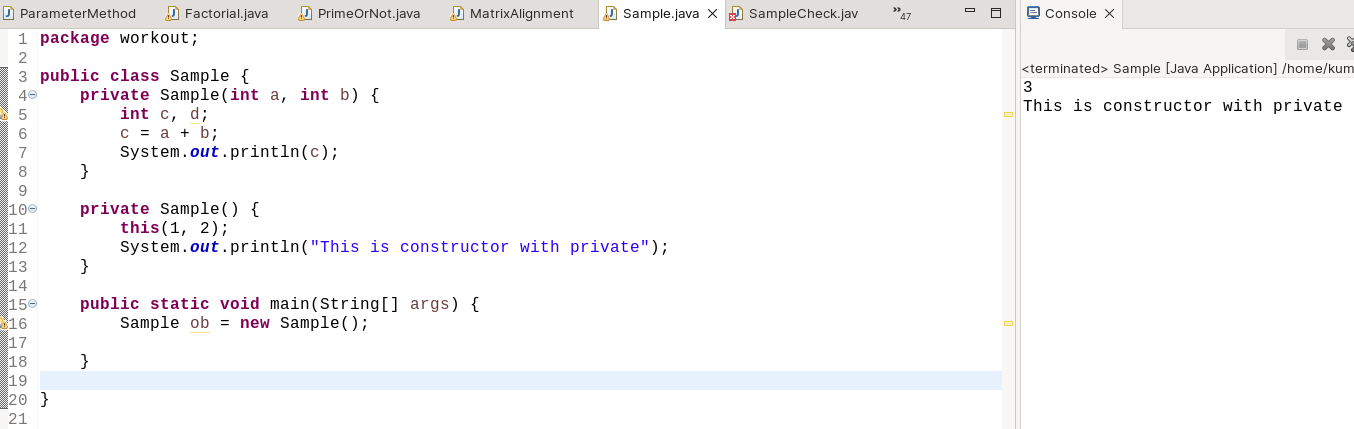 ParameterMethod Factorial.java PrimeOrNot.java MatrixAlignment Sample.java SampleCheck.jav »47
1 package workout;
2
3 public class Sample {
4 private Sample(int a, int b) {
5 int c, d;
6 c = a + b;
7 System.out.println(c);
8 }
9
10 private Sample() {
11 this(1, 2);
12 System.out.println("This is constructor with private");
13 }
14
15 public static void main(String[] args) {
16 Sample ob = new Sample();
17
18 }
19
20 }
21
Console
<terminated> Sample [Java Application] /home/kum
3
This is constructor with private